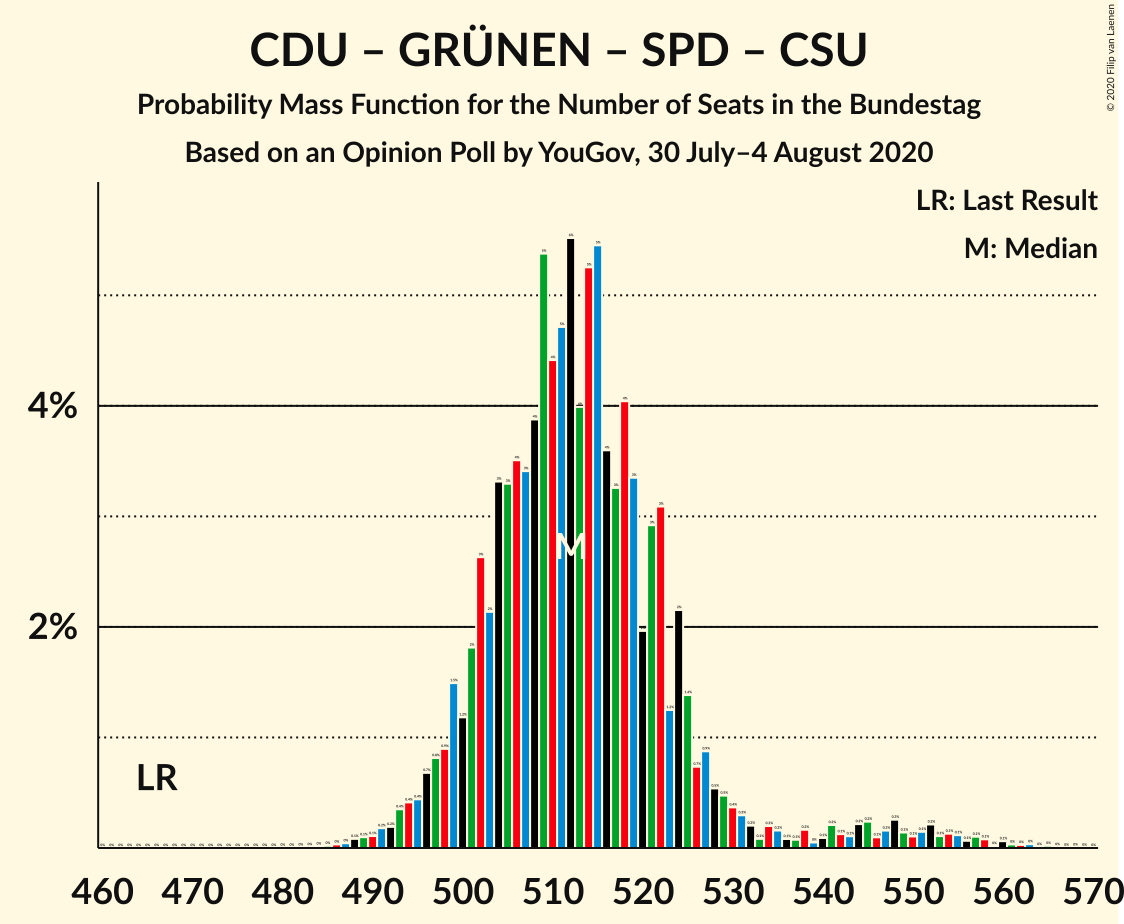 CDU – GRÜNEN – SPD – CSU
Probability Mass Function for the Number of Seats in the Bundestag
Based on an Opinion Poll by YouGov, 30 July–4 August 2020
© 2020 Filip van Laenen
LR: Last Result
M: Median
4%
2%
LR
M
460 470 480 490 500 510 520 530 540 550 560 570